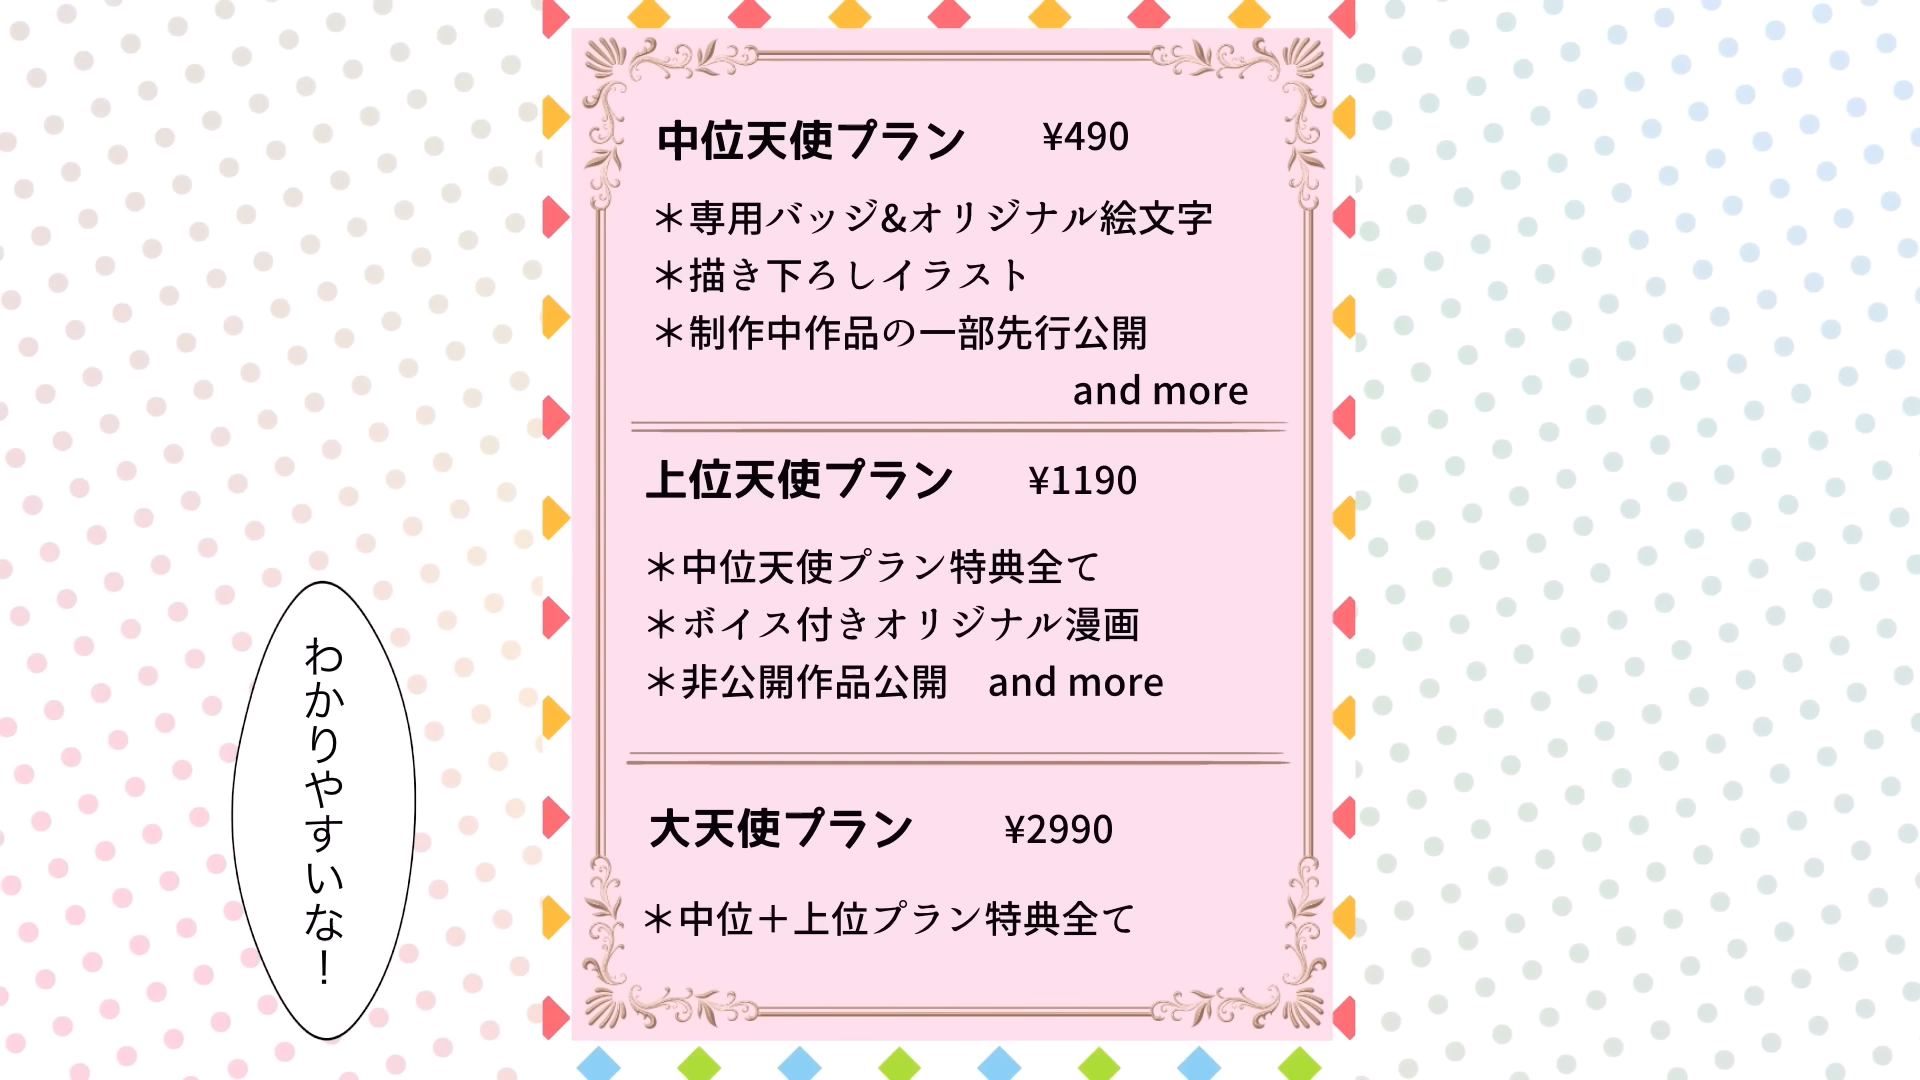 中位天使プラン ¥490
＊専用バッジ&オリジナル絵文字
＊描き下ろしイラスト
＊制作中作品の一部先行公開
and more
上位天使プラン ¥1190
＊中位天使プラン特典全て
＊ボイス付きオリジナル漫画
＊非公開作品公開 and more
大天使プラン ¥2990
＊中位＋上位プラン特典全て
わかりやすいな！